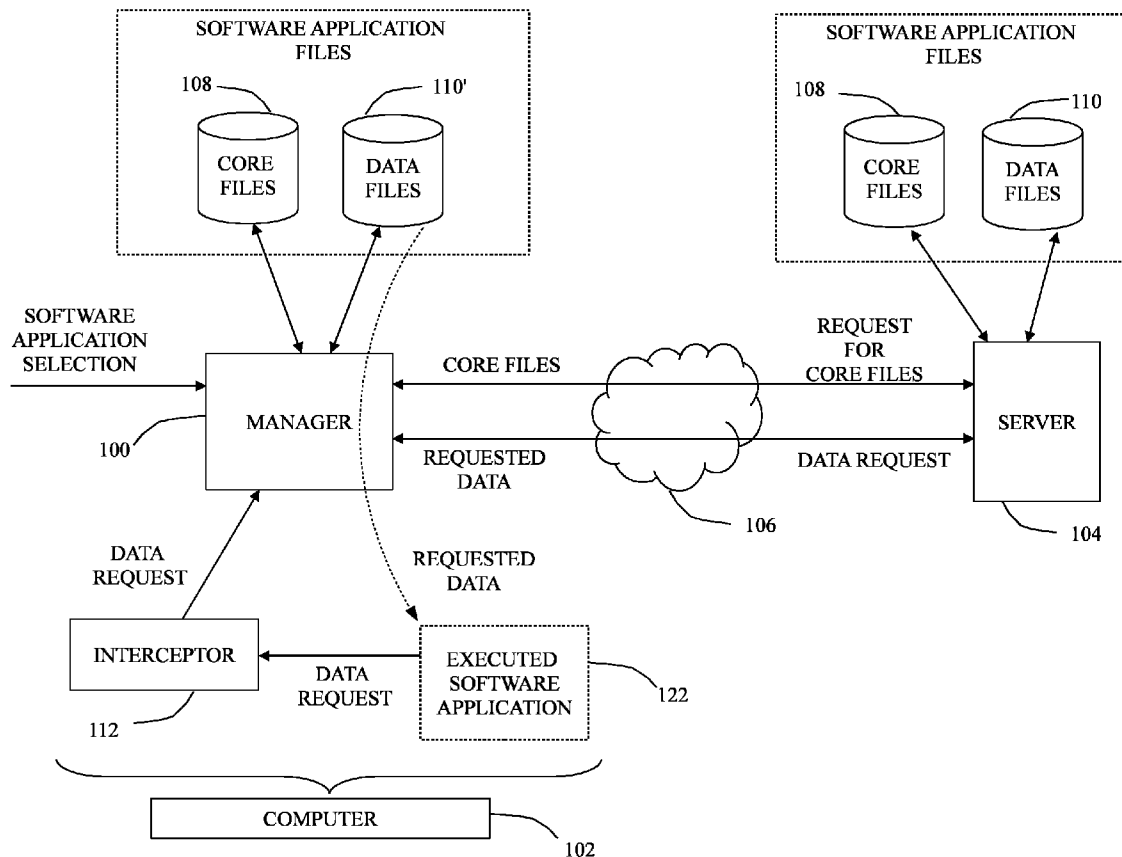 SOFTWARE APPLICATION
FILES
108
110'
CORE
FILES
DATA
FILES
SOFTWARE APPLICATION
FILES
108
110
CORE
FILES
DATA
FILES
SOFTWARE
APPLICATION
SELECTION
MANAGER
100
CORE FILES
REQUEST
FOR
CORE FILES
REQUESTED
DATA
DATA REQUEST
106
SERVER
104
DATA
REQUEST
REQUESTED
DATA
INTERCEPTOR
112
DATA
REQUEST
EXECUTED
SOFTWARE
APPLICATION
122
COMPUTER
102